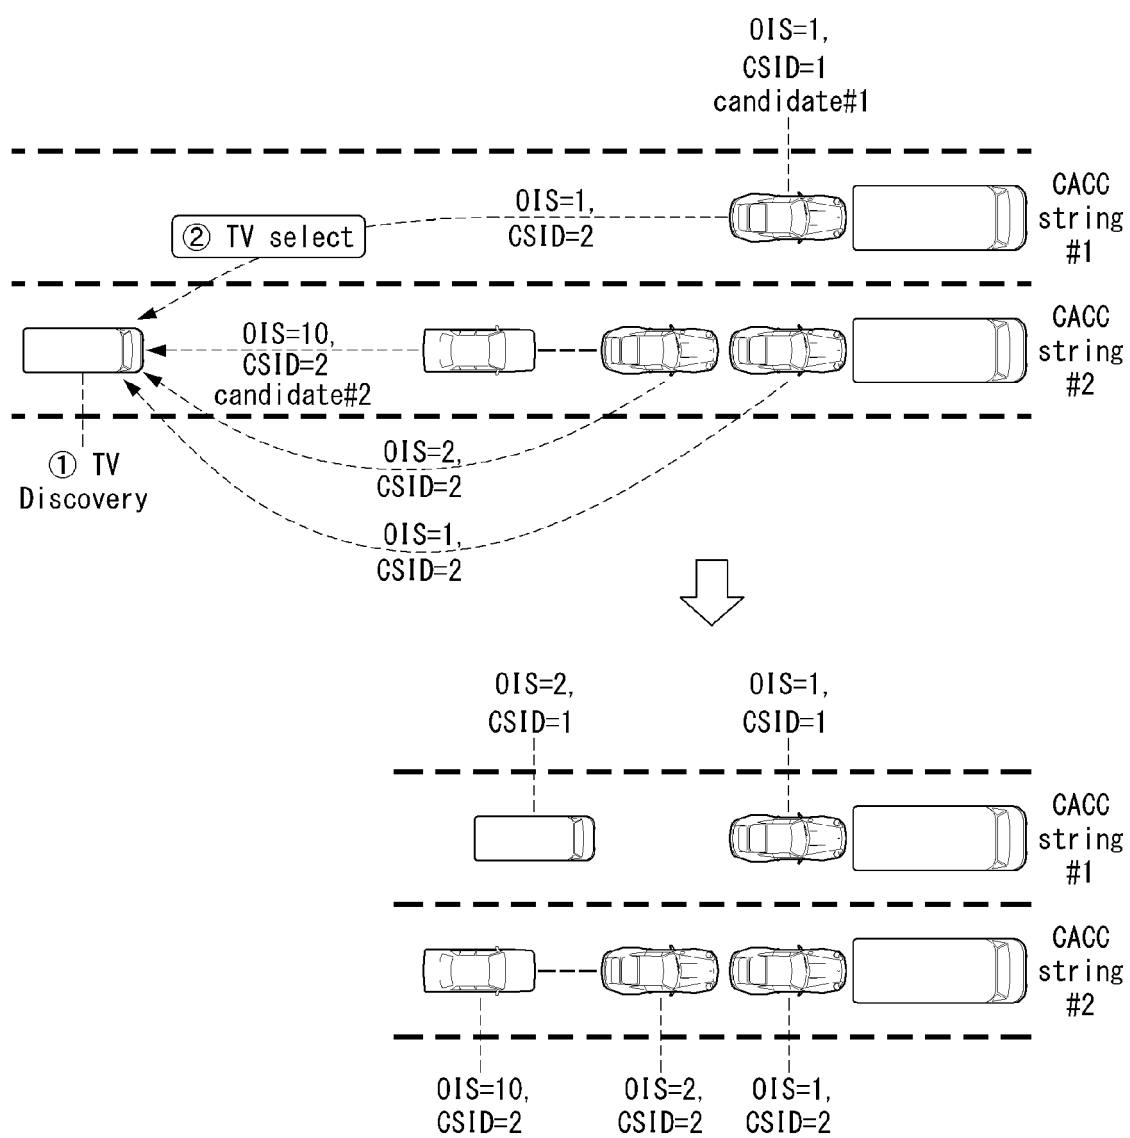 OIS=1,
CSID=1
candidate#1
CACC
string
#1
OIS=1,
CSID=2
② TV select
CACC
string
#2
OIS=10,
CSID=2
candidate#2
① TV
Discovery
OIS=2,
CSID=2
OIS=1,
CSID=2
OIS=2,
CSID=1
OIS=1,
CSID=1
CACC
string
#1
CACC
string
#2
OIS=10,
CSID=2
OIS=2,
CSID=2
OIS=1,
CSID=2